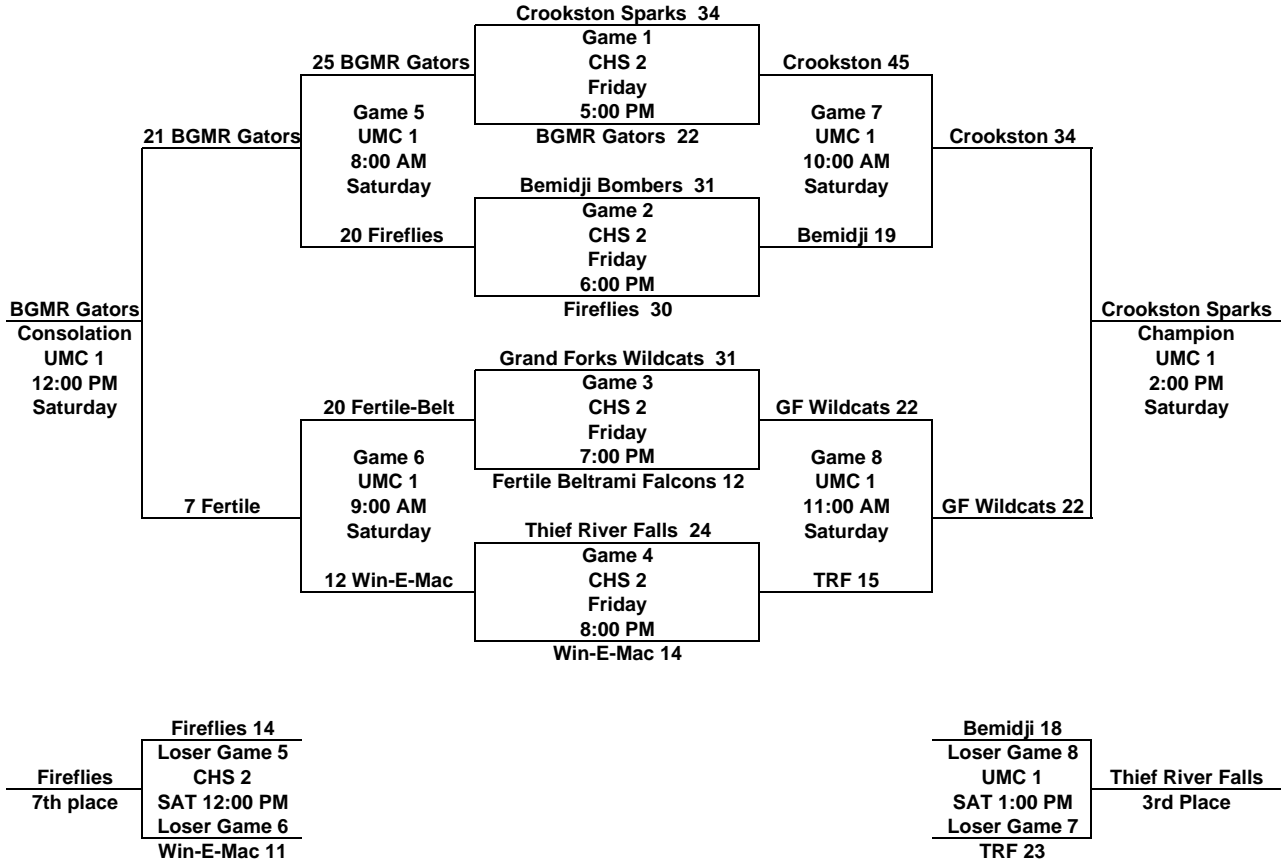 Crookston Sparks  34
Game 1
25 BGMR Gators
CHS 2
Crookston 45
Friday
Game 5
5:00 PM
Game 7
21 BGMR Gators
UMC 1
BGMR Gators  22
UMC 1
Crookston 34
8:00 AM
10:00 AM
Saturday
Bemidji Bombers  31
Saturday
Game 2
20 Fireflies
CHS 2
Bemidji 19
Friday
6:00 PM
BGMR Gators
Fireflies  30
Crookston Sparks
Consolation
Champion
UMC 1
Grand Forks Wildcats  31
UMC 1
12:00 PM
Game 3
2:00 PM
Saturday
20 Fertile-Belt
CHS 2
GF Wildcats 22
Saturday
Friday
Game 6
7:00 PM
Game 8
UMC 1
Fertile Beltrami Falcons 12
UMC 1
7 Fertile
9:00 AM
11:00 AM
GF Wildcats 22
Saturday
Thief River Falls  24
Saturday
Game 4
12 Win-E-Mac
CHS 2
TRF 15
Friday
8:00 PM
Win-E-Mac 14
Fireflies 14
Bemidji 18
Loser Game 5
Loser Game 8
Fireflies
CHS 2
UMC 1
Thief River Falls
7th place
SAT 12:00 PM
SAT 1:00 PM
3rd Place
Loser Game 6
Loser Game 7
Win-E-Mac 11
TRF 23